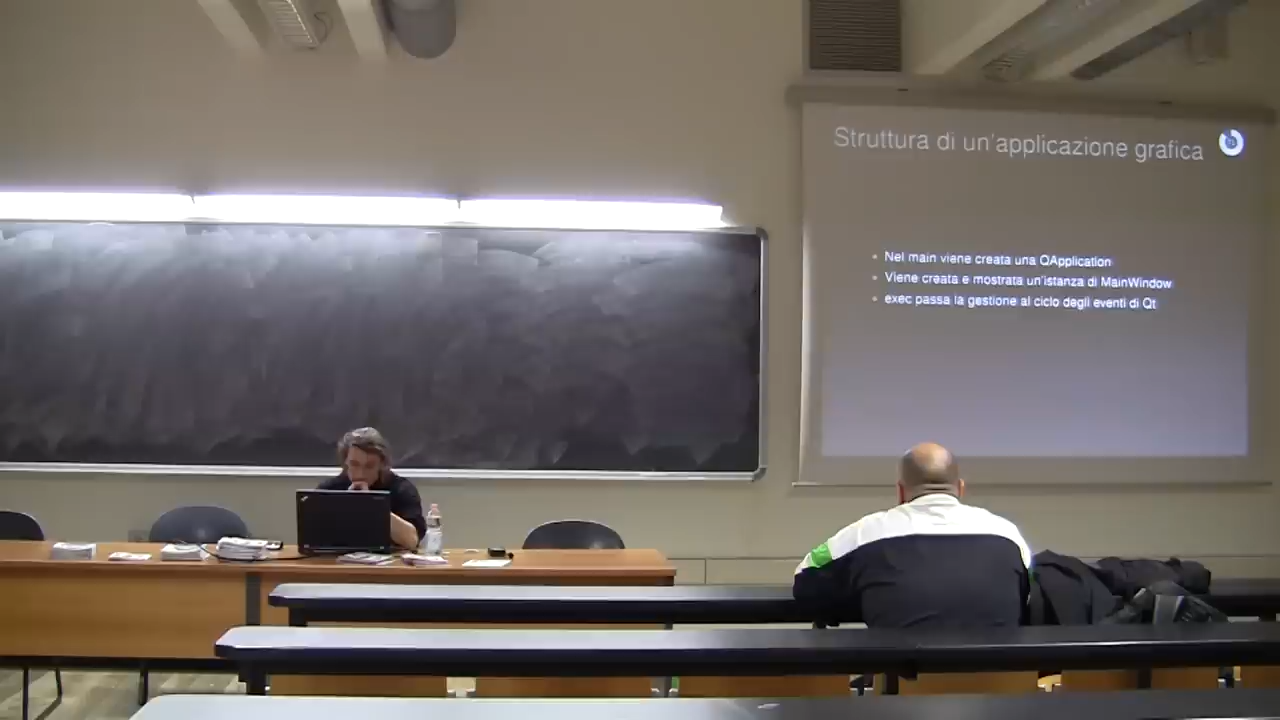 Struttura di un'applicazione grafica
Nel main viene creata una QApplication
Viene creata e mostrata un'istanza di MainWindow
exec passa la gestione al ciclo degli eventi di Qt